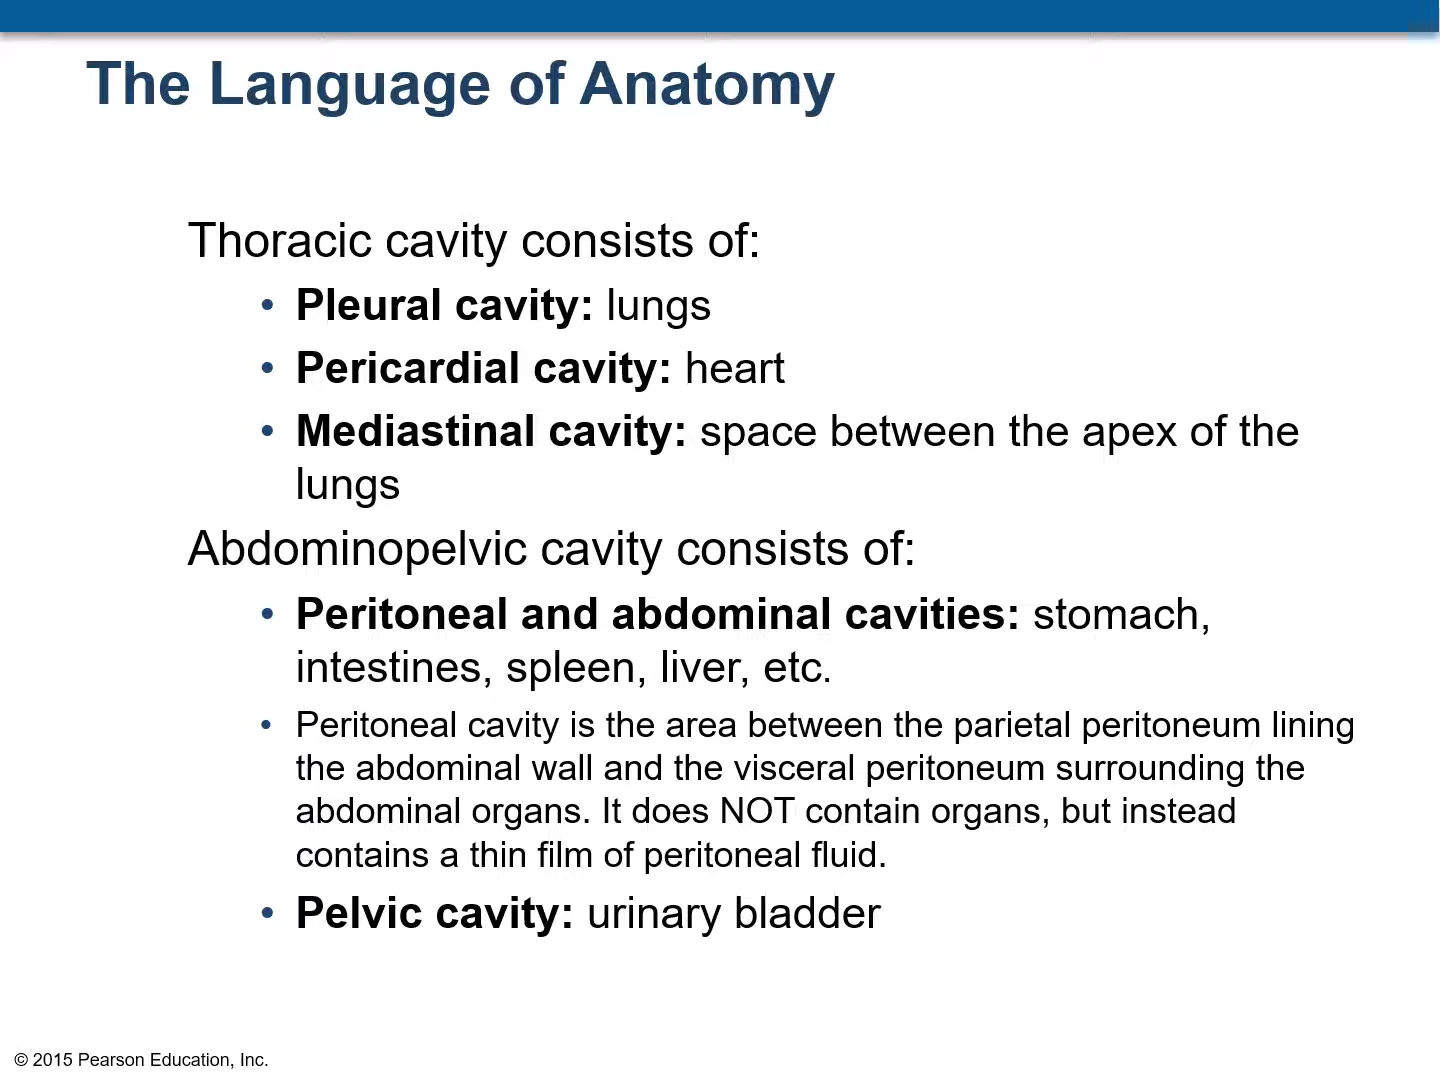 The Language of Anatomy
Thoracic cavity consists of:
• Pleural cavity: lungs
• Pericardial cavity: heart
• Mediastinal cavity: space between the apex of the
lungs
Abdominopelvic cavity consists of:
• Peritoneal and abdominal cavities: stomach,
intestines, spleen, liver, etc.
• Peritoneal cavity is the area between the parietal peritoneum lining
the abdominal wall and the visceral peritoneum surrounding the
abdominal organs. It does NOT contain organs, but instead
contains a thin film of peritoneal fluid.
• Pelvic cavity: urinary bladder
© 2015 Pearson Education, Inc.